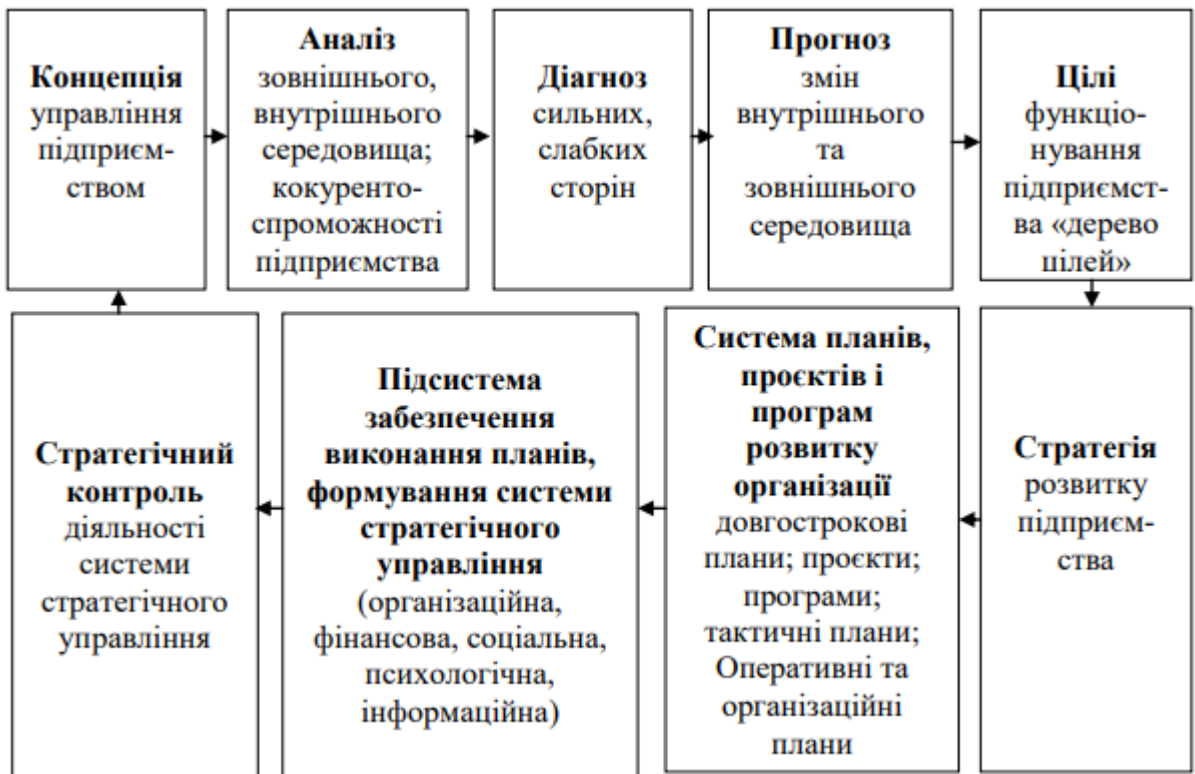 Концепція
управління
підприєм-
ством
Аналіз
зовнішнього,
внутрішнього
середовища;
кокуренто-
спроможності
підприємства
Діагноз
сильних,
слабких
сторін
Прогноз
змін
внутрішнього
та
зовнішнього
середовища
Цілі
функціо-
нування
підприємст-
ва «дерево
цілей»
Стратегія
розвитку
підприєм-
ства
Система планів,
проєктів і
програм
розвитку
організації
довгострокові
плани; проєкти;
програми;
тактичні плани;
Оперативні та
організаційні
плани
Підсистема
забезпечення
виконання планів,
формування системи
стратегічного
управління
(організаційна,
фінансова, соціальна,
психологічна,
інформаційна)
Стратегічний
контроль
діяльності
системи
стратегічного
управління